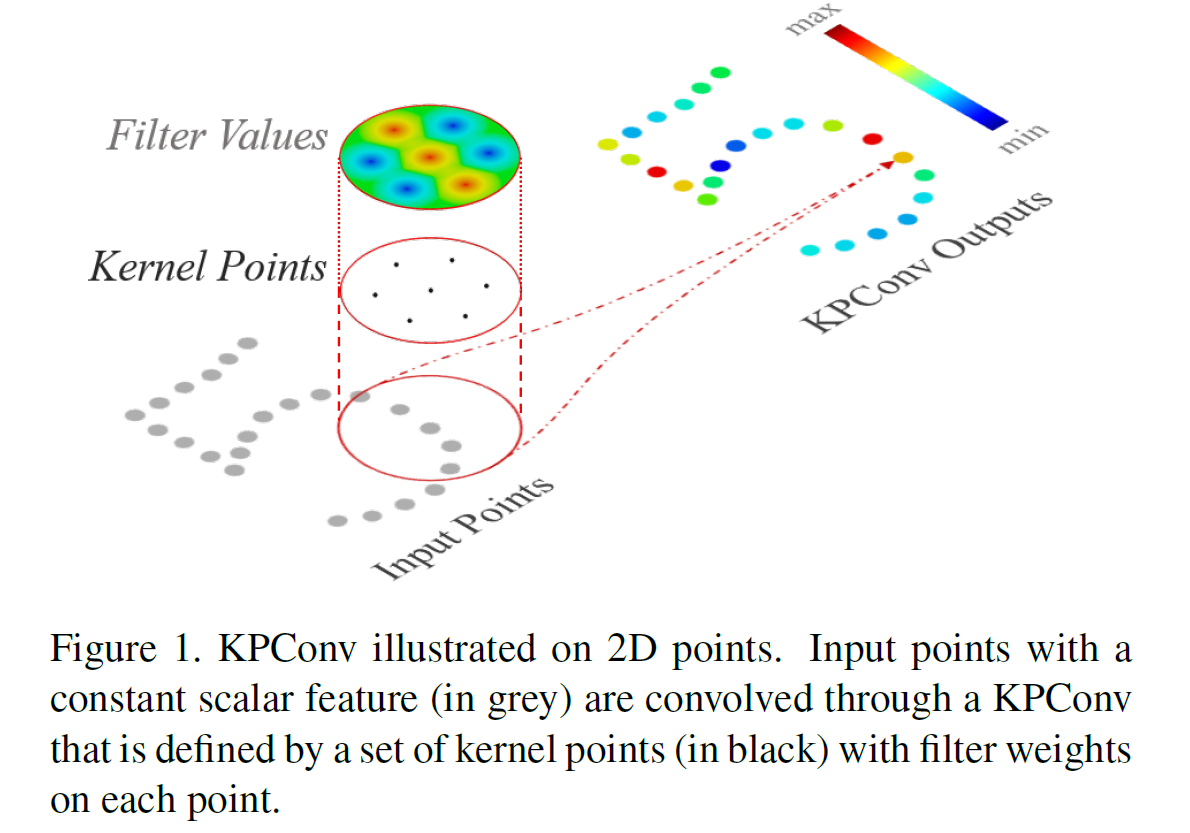 max
Filter Values
min
Kernel Points
KPConv Outputs
Input Points
Figure 1. KPConv illustrated on 2D points. Input points with a
constant scalar feature (in grey) are convolved through a KPConv
that is defined by a set of kernel points (in black) with filter weights
on each point.